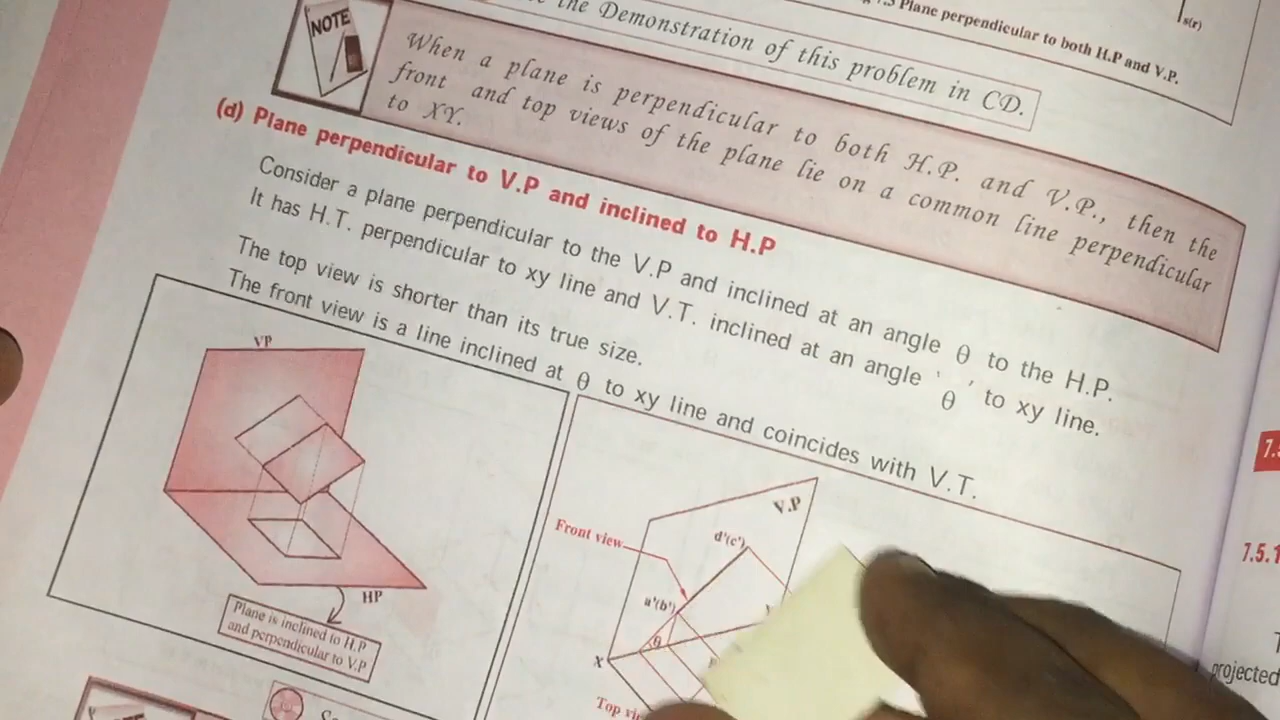 7.3 Plane perpendicular to both H.P and V.P.
s(r)
the Demonstration of this problem in CD.
NOTE
When a plane is perpendicular to both H.P. and V.P., then the
front and top views of the plane lie on a common line perpendicular
to XY.
(d) Plane perpendicular to V.P and inclined to H.P
Consider a plane perpendicular to the V.P and inclined at an angle θ to the H.P.
It has H.T. perpendicular to xy line and V.T. inclined at an angle 'θ' to xy line.
The top view is shorter than its true size.
The front view is a line inclined at θ to xy line and coincides with V.T.
VP
HP
Plane is inclined to H.P
and perpendicular to V.P
V.P
Front view
d'(c')
a'(b')
θ
X
Top
7.5.1
projected